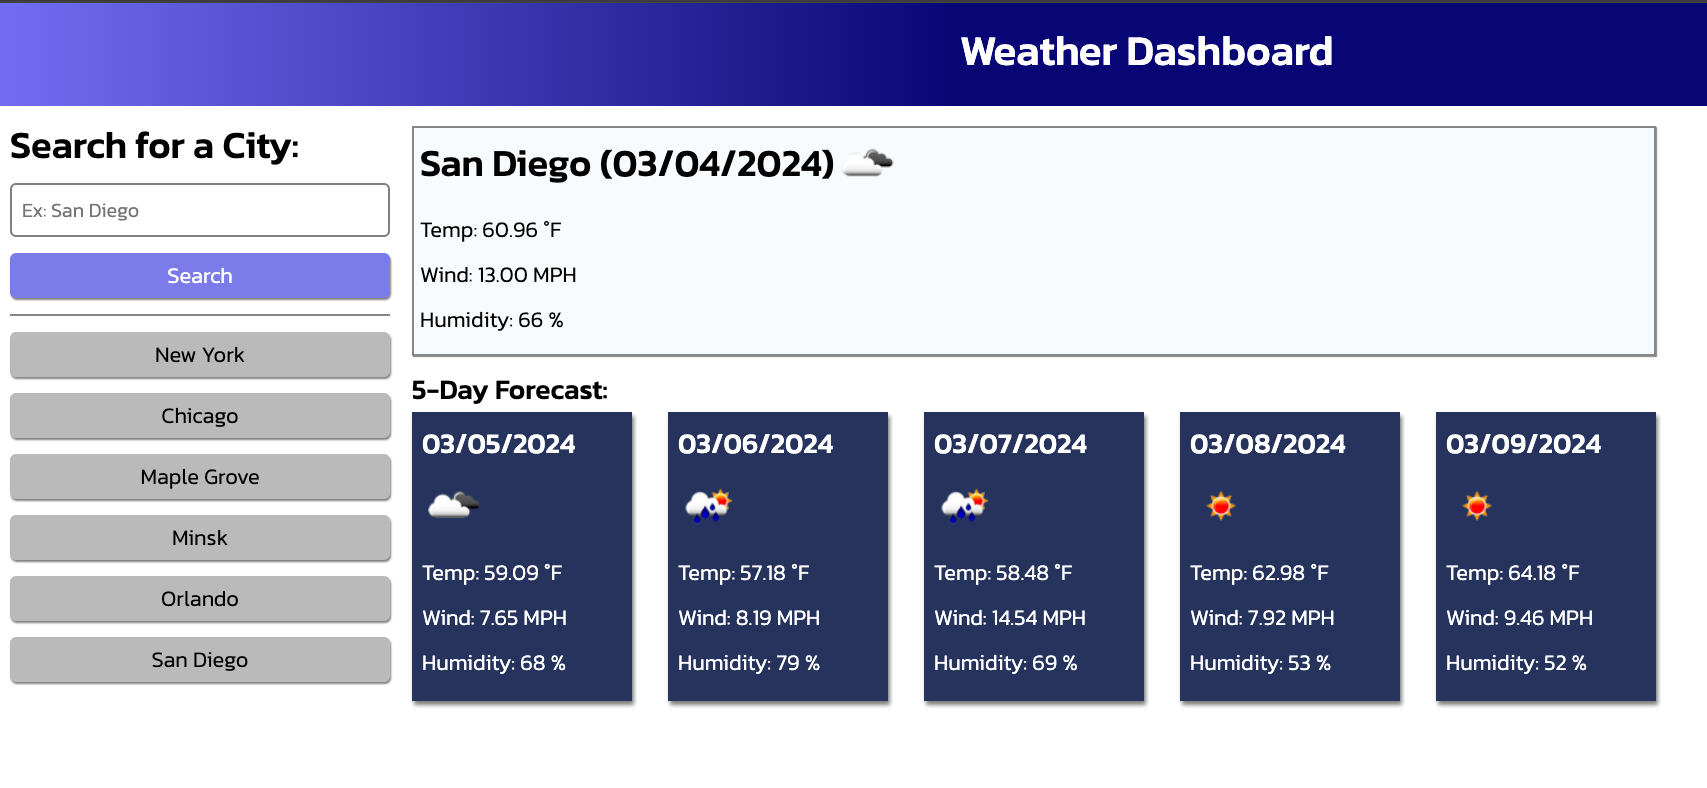 Weather Dashboard
Search for a City:
Ex: San Diego
Search
New York
Chicago
Maple Grove
Minsk
Orlando
San Diego
San Diego (03/04/2024)
Temp: 60.96 °F
Wind: 13.00 MPH
Humidity: 66 %
5-Day Forecast:
03/05/2024
Temp: 59.09 °F
Wind: 7.65 MPH
Humidity: 68 %
03/06/2024
Temp: 57.18 °F
Wind: 8.19 MPH
Humidity: 79 %
03/07/2024
Temp: 58.48 °F
Wind: 14.54 MPH
Humidity: 69 %
03/08/2024
Temp: 62.98 °F
Wind: 7.92 MPH
Humidity: 53 %
03/09/2024
Temp: 64.18 °F
Wind: 9.46 MPH
Humidity: 52 %